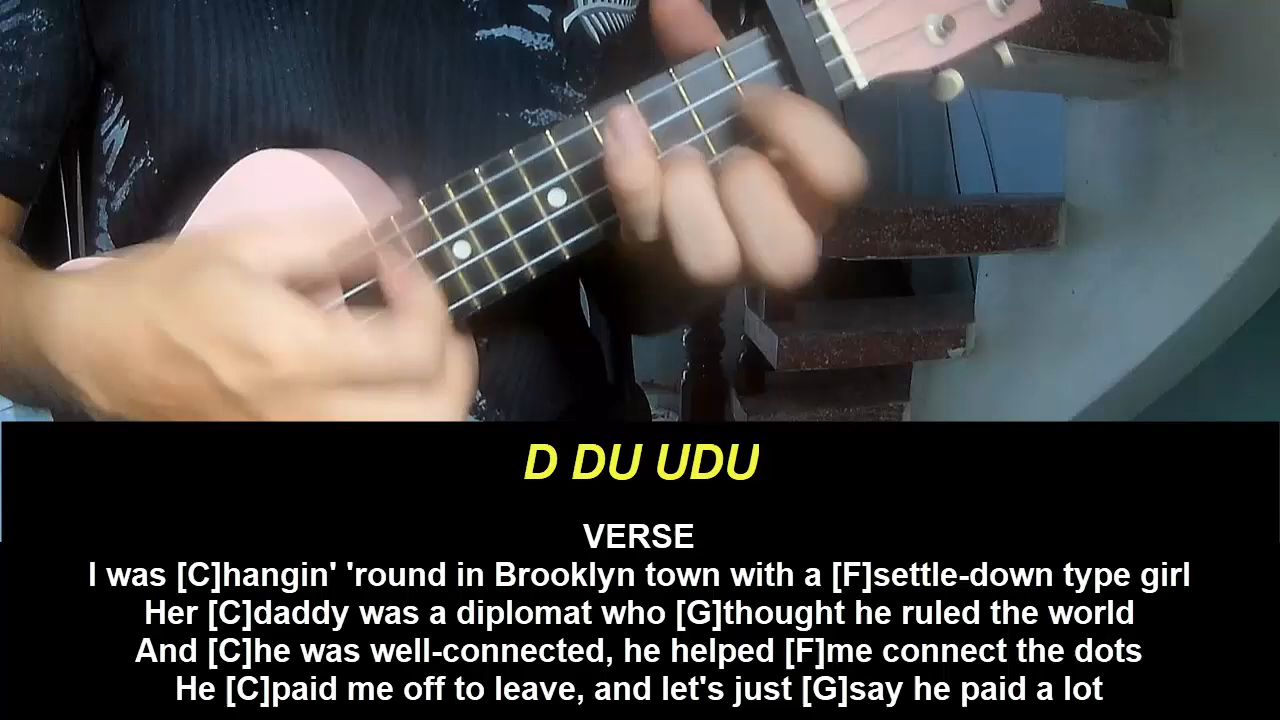 D DU UDU
VERSE
I was [C]hangin' 'round in Brooklyn town with a [F]settle-down type girl
Her [C]daddy was a diplomat who [G]thought he ruled the world
And [C]he was well-connected, he helped [F]me connect the dots
He [C]paid me off to leave, and let's just [G]say he paid a lot